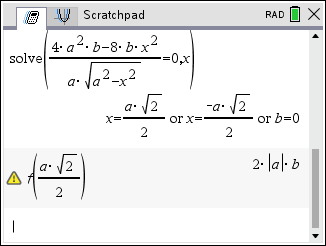 Scratchpad RAD
solve((4·a²·b−8·b·x²)/(a·√(a²−x²))=0,x)
x=(a·√2)/2 or x=(−a·√2)/2 or b=0
f((a·√2)/2) 2·|a|·b